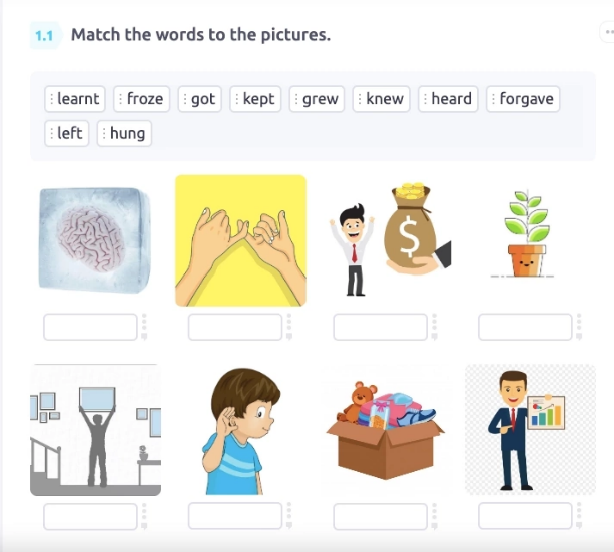 1.1 Match the words to the pictures.
learnt froze got kept grew knew heard forgave
left hung
$